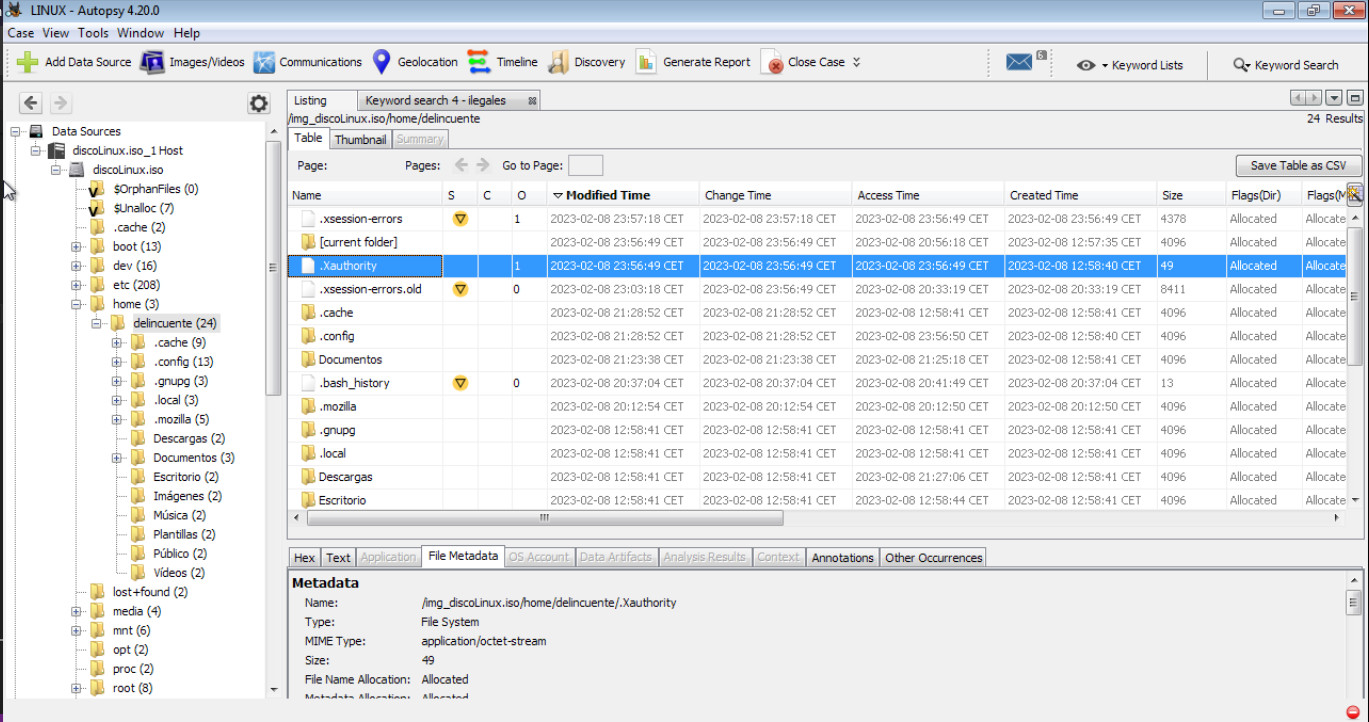 LINUX - Autopsy 4.20.0
Case View Tools Window Help
Add Data Source Images/Videos Communications Geolocation Timeline Discovery Generate Report Close Case Keyword Lists Keyword Search
Listing Keyword search 4 - ilegales
/img_discoLinux.iso/home/delincuente 24 Results
Table Thumbnail Summary
Page: Pages: Go to Page: Save Table as CSV
Name S C O Modified Time Change Time Access Time Created Time Size Flags(Dir) Flags(M
.xsession-errors 1 2023-02-08 23:57:18 CET 2023-02-08 23:57:18 CET 2023-02-08 23:56:49 CET 2023-02-08 23:56:49 CET 4378 Allocated Allocate
[current folder] 2023-02-08 23:56:49 CET 2023-02-08 23:56:49 CET 2023-02-08 20:56:18 CET 2023-02-08 12:57:35 CET 4096 Allocated Allocate
.Xauthority 1 2023-02-08 23:56:49 CET 2023-02-08 23:56:49 CET 2023-02-08 23:56:49 CET 2023-02-08 12:58:40 CET 49 Allocated Allocate
.xsession-errors.old 0 2023-02-08 23:03:18 CET 2023-02-08 23:56:49 CET 2023-02-08 20:33:19 CET 2023-02-08 20:33:19 CET 8411 Allocated Allocate
.cache 2023-02-08 21:28:52 CET 2023-02-08 21:28:52 CET 2023-02-08 12:58:41 CET 2023-02-08 12:58:41 CET 4096 Allocated Allocate
.config 2023-02-08 21:28:52 CET 2023-02-08 21:28:52 CET 2023-02-08 23:56:50 CET 2023-02-08 12:58:40 CET 4096 Allocated Allocate
Documentos 2023-02-08 21:23:38 CET 2023-02-08 21:23:38 CET 2023-02-08 21:25:18 CET 2023-02-08 12:58:41 CET 4096 Allocated Allocate
.bash_history 0 2023-02-08 20:37:04 CET 2023-02-08 20:37:04 CET 2023-02-08 20:41:49 CET 2023-02-08 20:37:04 CET 13 Allocated Allocate
.mozilla 2023-02-08 20:12:54 CET 2023-02-08 20:12:54 CET 2023-02-08 20:12:50 CET 2023-02-08 20:12:50 CET 4096 Allocated Allocate
.gnupg 2023-02-08 12:58:41 CET 2023-02-08 12:58:41 CET 2023-02-08 12:58:41 CET 2023-02-08 12:58:41 CET 4096 Allocated Allocate
.local 2023-02-08 12:58:41 CET 2023-02-08 12:58:41 CET 2023-02-08 12:58:41 CET 2023-02-08 12:58:41 CET 4096 Allocated Allocate
Descargas 2023-02-08 12:58:41 CET 2023-02-08 12:58:41 CET 2023-02-08 21:27:06 CET 2023-02-08 12:58:41 CET 4096 Allocated Allocate
Escritorio 2023-02-08 12:58:41 CET 2023-02-08 12:58:41 CET 2023-02-08 12:58:44 CET 2023-02-08 12:58:41 CET 4096 Allocated Allocate
Data Sources
discoLinux.iso_1 Host
discoLinux.iso
$OrphanFiles (0)
$Unalloc (7)
.cache (2)
boot (13)
dev (16)
etc (208)
home (3)
delincuente (24)
.cache (9)
.config (13)
.gnupg (3)
.local (3)
.mozilla (5)
Descargas (2)
Documentos (3)
Escritorio (2)
Imágenes (2)
Música (2)
Plantillas (2)
Público (2)
Vídeos (2)
lost+found (2)
media (4)
mnt (6)
opt (2)
proc (2)
root (8)
Hex Text Application File Metadata OS Account Data Artifacts Analysis Results Context Annotations Other Occurrences
Metadata
Name: /img_discoLinux.iso/home/delincuente/.Xauthority
Type: File System
MIME Type: application/octet-stream
Size: 49
File Name Allocation: Allocated
Metadata Allocation: Allocated